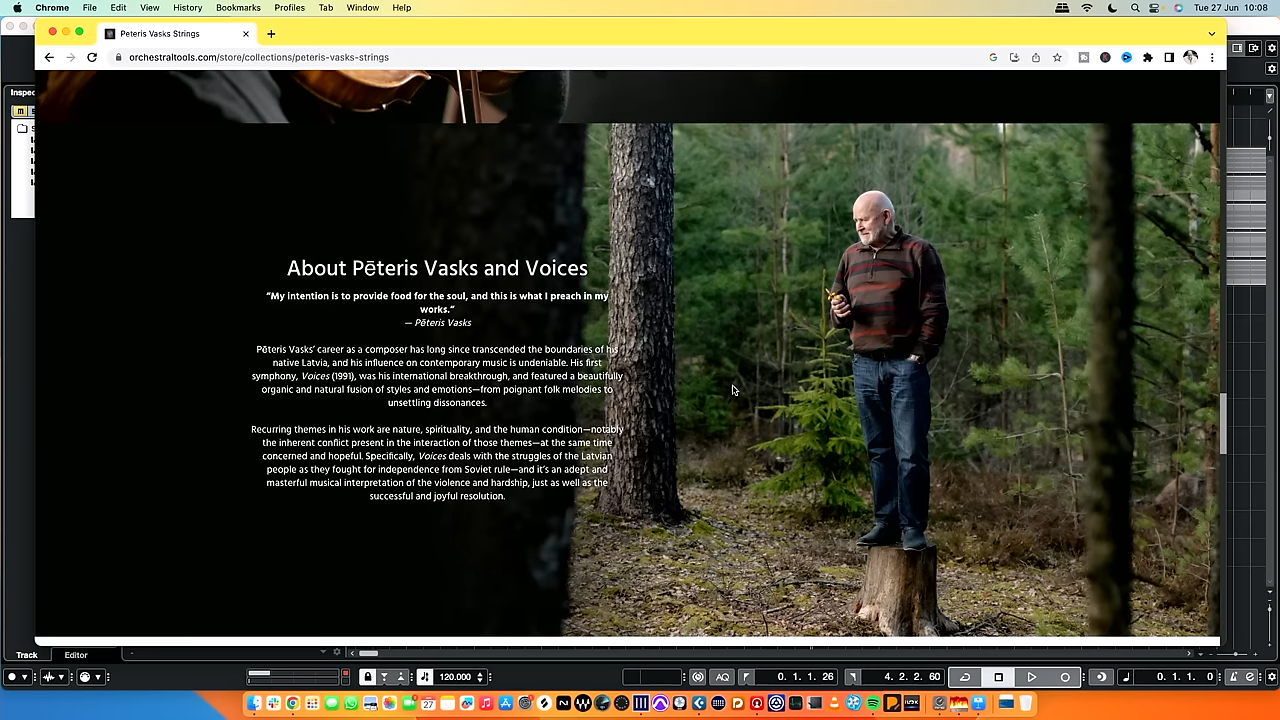 Chrome File Edit View History Bookmarks Profiles Tab Window Help Tue 27 Jun 10:08
Peteris Vasks Strings
orchestraltools.com/store/collections/peteris-vasks-strings
Inspec
About Pēteris Vasks and Voices
“My intention is to provide food for the soul, and this is what I preach in my
works.”
— Pēteris Vasks
Pēteris Vasks’ career as a composer has long since transcended the boundaries of his
native Latvia, and his influence on contemporary music is undeniable. His first
symphony, Voices (1991), was his international breakthrough, and featured a beautifully
organic and natural fusion of styles and emotions—from poignant folk melodies to
unsettling dissonances.
Recurring themes in his work are nature, spirituality, and the human condition—notably
the inherent conflict present in the interaction of those themes—at the same time
concerned and hopeful. Specifically, Voices deals with the struggles of the Latvian
people as they fought for independence from Soviet rule—and it’s an adept and
masterful musical interpretation of the violence and hardship, just as well as the
successful and joyful resolution.
Track Editor
120.000 AQ 0. 1. 1. 26 4. 2. 2. 60 0. 1. 1. 0